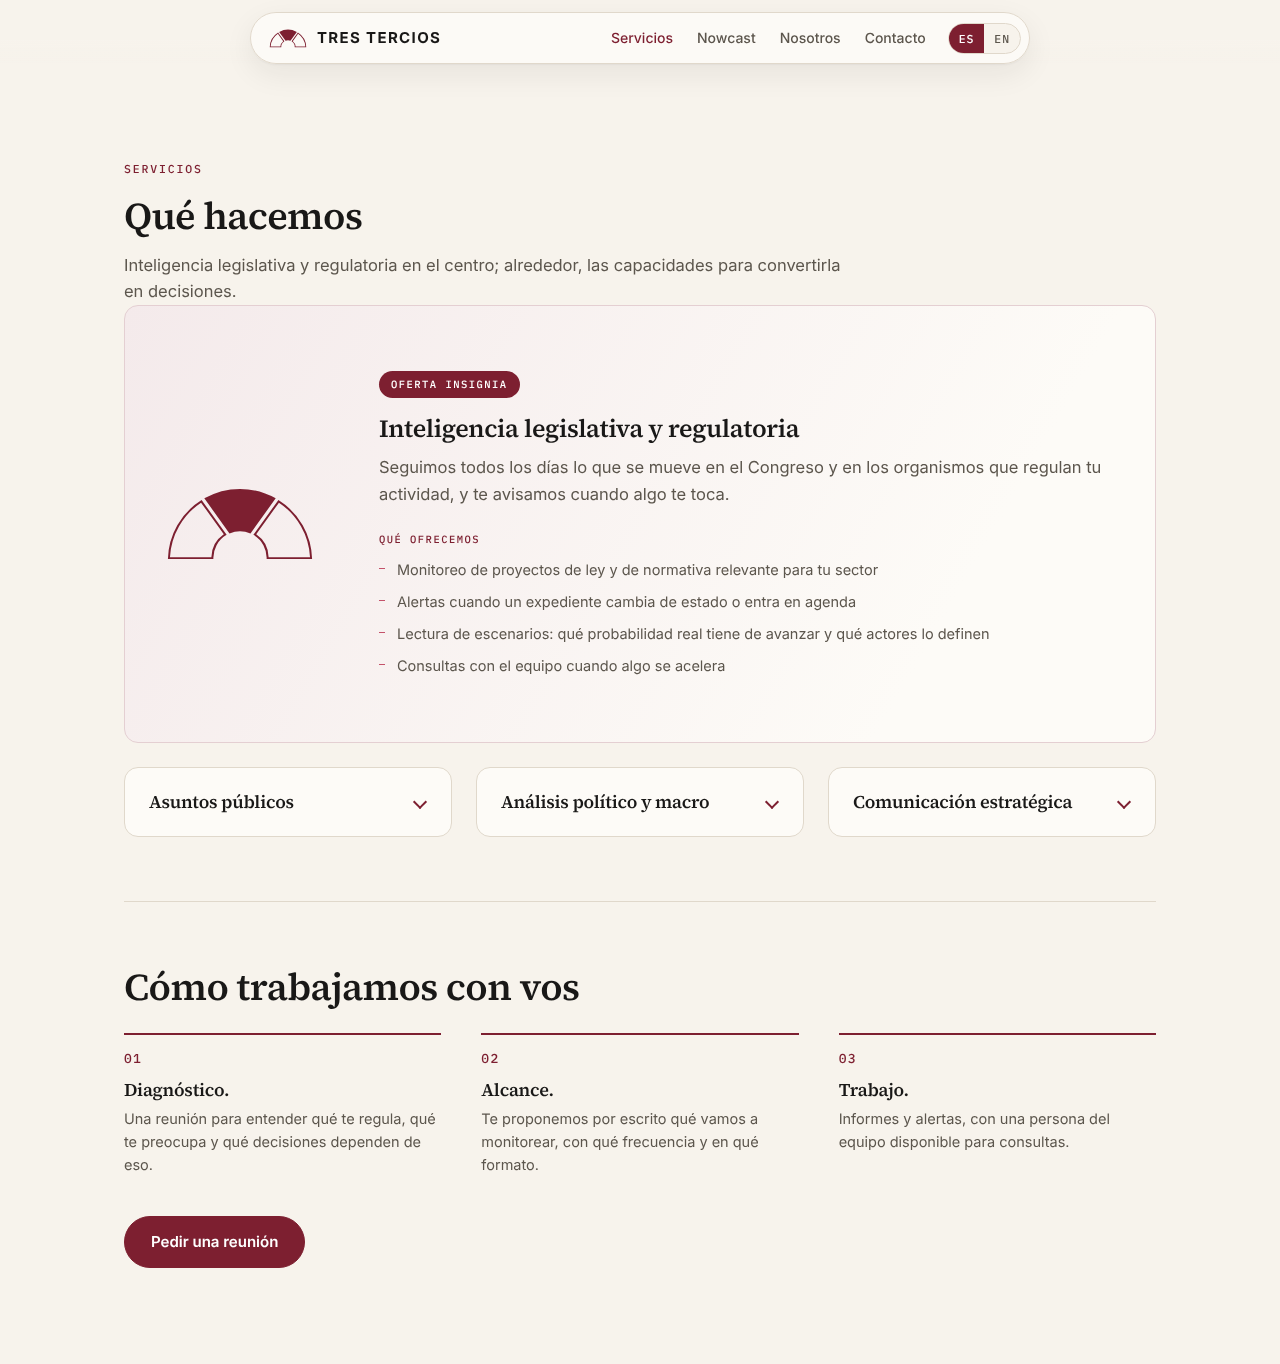 TRES TERCIOS
Servicios
Nowcast
Nosotros
Contacto
ES
EN
SERVICIOS
Qué hacemos
Inteligencia legislativa y regulatoria en el centro; alrededor, las capacidades para convertirla
en decisiones.
OFERTA INSIGNIA
Inteligencia legislativa y regulatoria
Seguimos todos los días lo que se mueve en el Congreso y en los organismos que regulan tu
actividad, y te avisamos cuando algo te toca.
QUÉ OFRECEMOS
– Monitoreo de proyectos de ley y de normativa relevante para tu sector
– Alertas cuando un expediente cambia de estado o entra en agenda
– Lectura de escenarios: qué probabilidad real tiene de avanzar y qué actores lo definen
– Consultas con el equipo cuando algo se acelera
Asuntos públicos
Análisis político y macro
Comunicación estratégica
Cómo trabajamos con vos
01
Diagnóstico.
Una reunión para entender qué te regula, qué
te preocupa y qué decisiones dependen de
eso.
02
Alcance.
Te proponemos por escrito qué vamos a
monitorear, con qué frecuencia y en qué
formato.
03
Trabajo.
Informes y alertas, con una persona del
equipo disponible para consultas.
Pedir una reunión